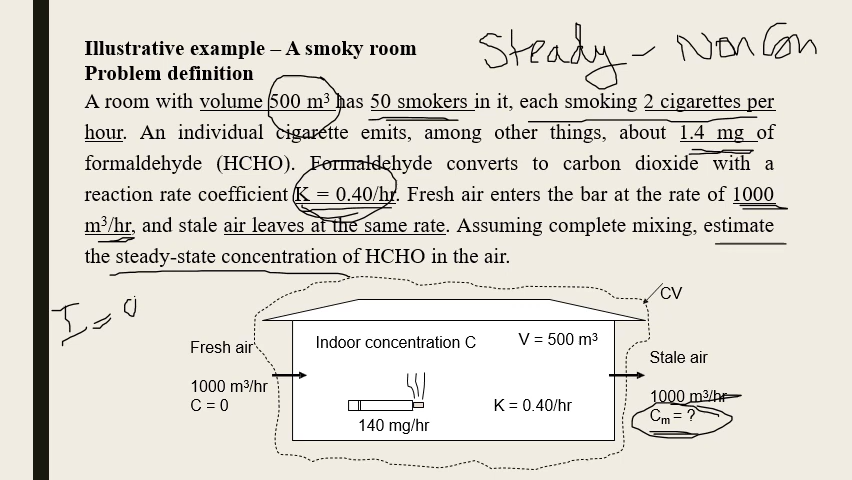 Steady - NonCon
Illustrative example – A smoky room
Problem definition
A room with volume 500 m³ has 50 smokers in it, each smoking 2 cigarettes per
hour. An individual cigarette emits, among other things, about 1.4 mg of
formaldehyde (HCHO). Formaldehyde converts to carbon dioxide with a
reaction rate coefficient K = 0.40/hr. Fresh air enters the bar at the rate of 1000
m³/hr, and stale air leaves at the same rate. Assuming complete mixing, estimate
the steady-state concentration of HCHO in the air.
CV
I =
Fresh air
Indoor concentration C
V = 500 m³
Stale air
1000 m³/hr
C = 0
K = 0.40/hr
140 mg/hr
1000 m³/hr
Cₘ = ?